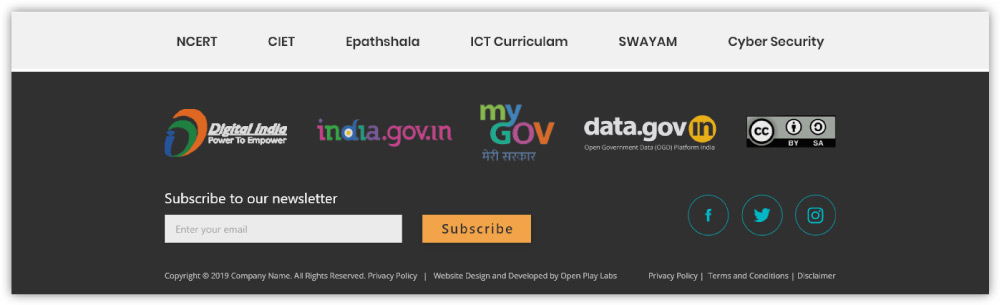 NCERT CIET Epathshala ICT Curriculam SWAYAM Cyber Security
Digital India
Power To Empower
india.gov.in
my
GOV
मेरी सरकार
data.gov in
Open Government Data (OGD) Platform India
cc
BY SA
Subscribe to our newsletter
Enter your email
Subscribe
f
Copyright © 2019 Company Name. All Rights Reserved. Privacy Policy | Website Design and Developed by Open Play Labs
Privacy Policy | Terms and Conditions | Disclaimer